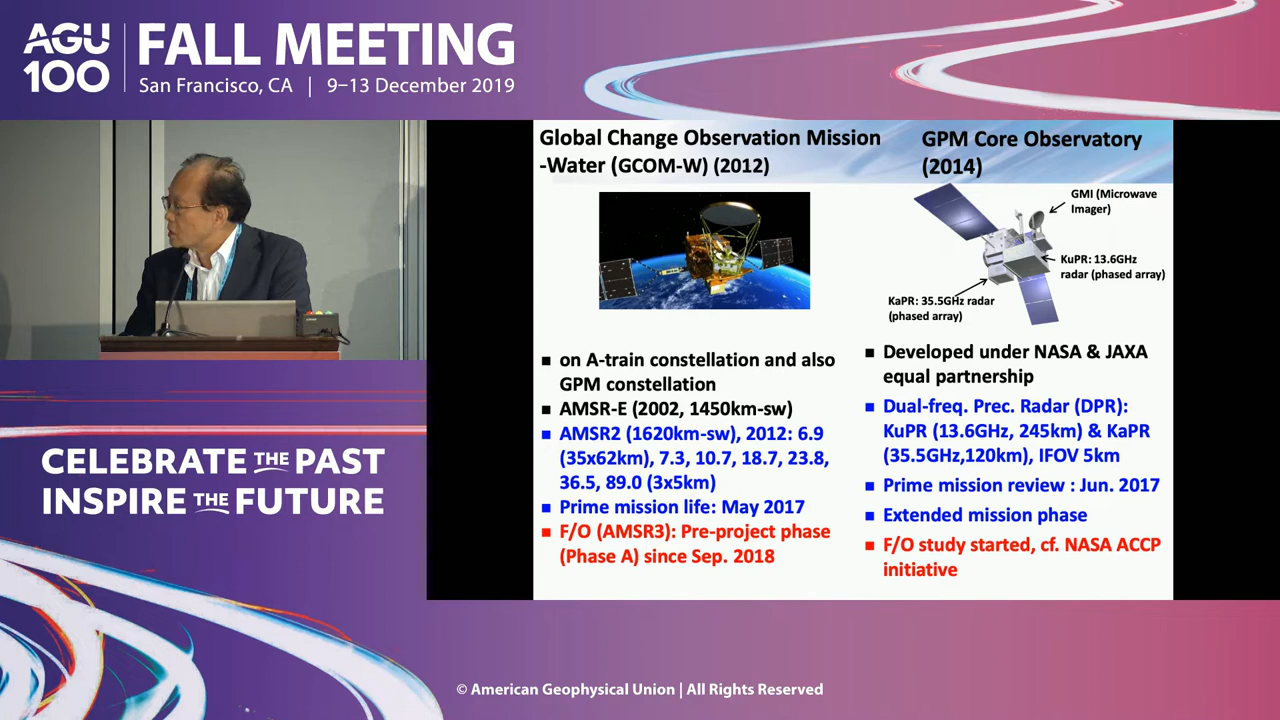 AGU
100
FALL MEETING
San Francisco, CA | 9–13 December 2019
Global Change Observation Mission
-Water (GCOM-W) (2012)
GPM Core Observatory
(2014)
GMI (Microwave
Imager)
KuPR: 13.6GHz
radar (phased array)
KaPR: 35.5GHz radar
(phased array)
■ on A-train constellation and also
GPM constellation
■ AMSR-E (2002, 1450km-sw)
■ AMSR2 (1620km-sw), 2012: 6.9
(35x62km), 7.3, 10.7, 18.7, 23.8,
36.5, 89.0 (3x5km)
■ Prime mission life: May 2017
■ F/O (AMSR3): Pre-project phase
(Phase A) since Sep. 2018
■ Developed under NASA & JAXA
equal partnership
■ Dual-freq. Prec. Radar (DPR):
KuPR (13.6GHz, 245km) & KaPR
(35.5GHz,120km), IFOV 5km
■ Prime mission review : Jun. 2017
■ Extended mission phase
■ F/O study started, cf. NASA ACCP
initiative
CELEBRATE THE PAST
INSPIRE THE FUTURE
© American Geophysical Union | All Rights Reserved